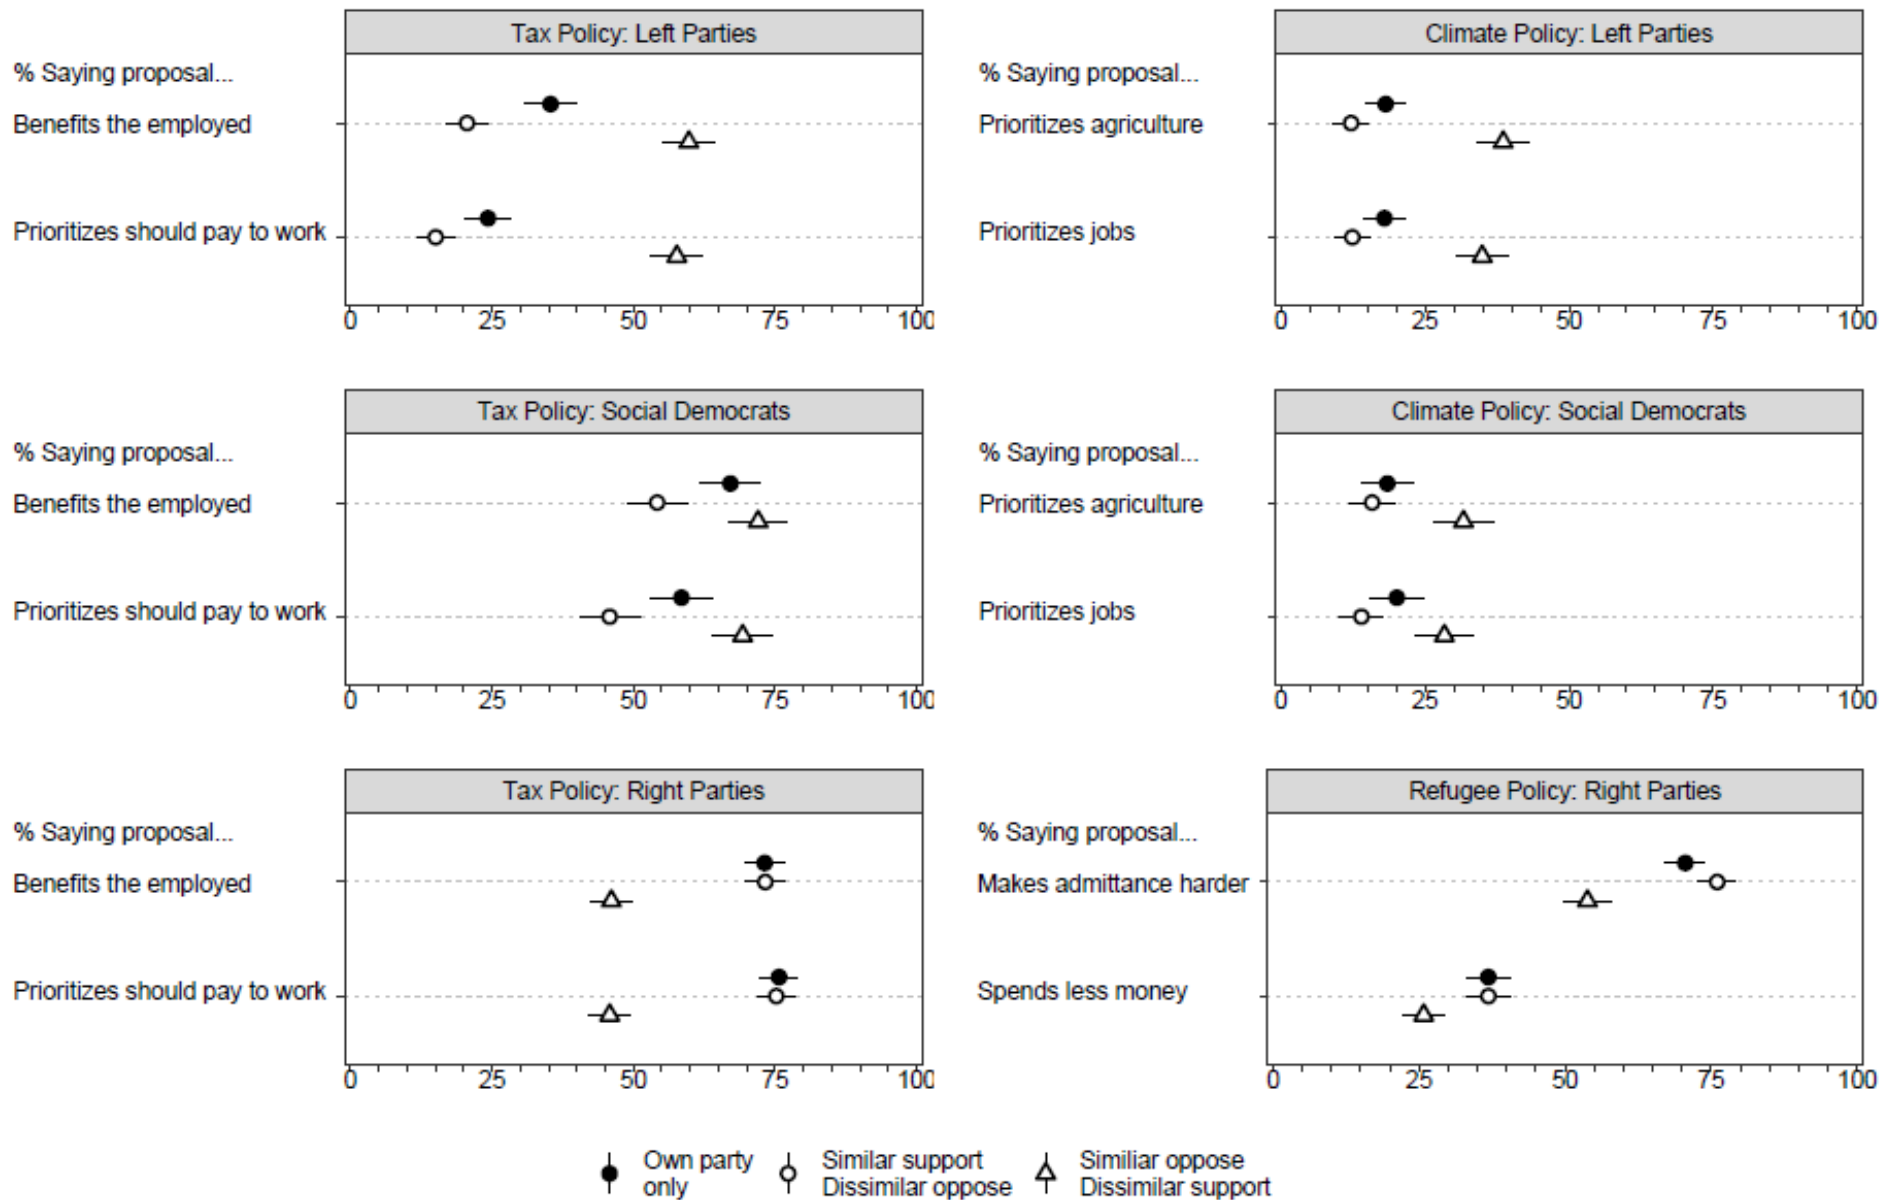 Tax Policy: Left Parties
% Saying proposal...
Benefits the employed
Prioritizes should pay to work
0 25 50 75 100
Climate Policy: Left Parties
% Saying proposal...
Prioritizes agriculture
Prioritizes jobs
0 25 50 75 100
Tax Policy: Social Democrats
% Saying proposal...
Benefits the employed
Prioritizes should pay to work
0 25 50 75 100
Climate Policy: Social Democrats
% Saying proposal...
Prioritizes agriculture
Prioritizes jobs
0 25 50 75 100
Tax Policy: Right Parties
% Saying proposal...
Benefits the employed
Prioritizes should pay to work
0 25 50 75 100
Refugee Policy: Right Parties
% Saying proposal...
Makes admittance harder
Spends less money
0 25 50 75 100
Own party
only
Similar support
Dissimilar oppose
Similiar oppose
Dissimilar support